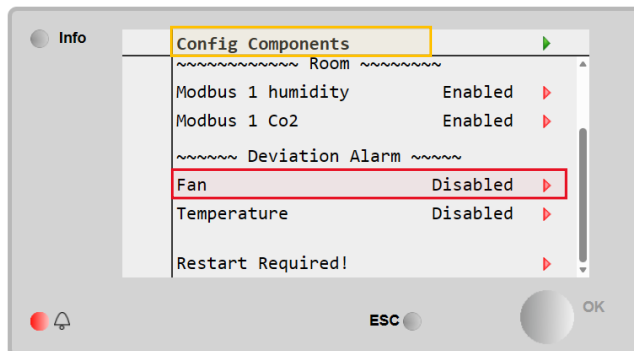 Info
Config Components
~~~~~~~~~~~~ Room ~~~~~~~~
Modbus 1 humidity Enabled
Modbus 1 Co2 Enabled
~~~~~~ Deviation Alarm ~~~~~
Fan Disabled
Temperature Disabled
Restart Required!
ESC
OK